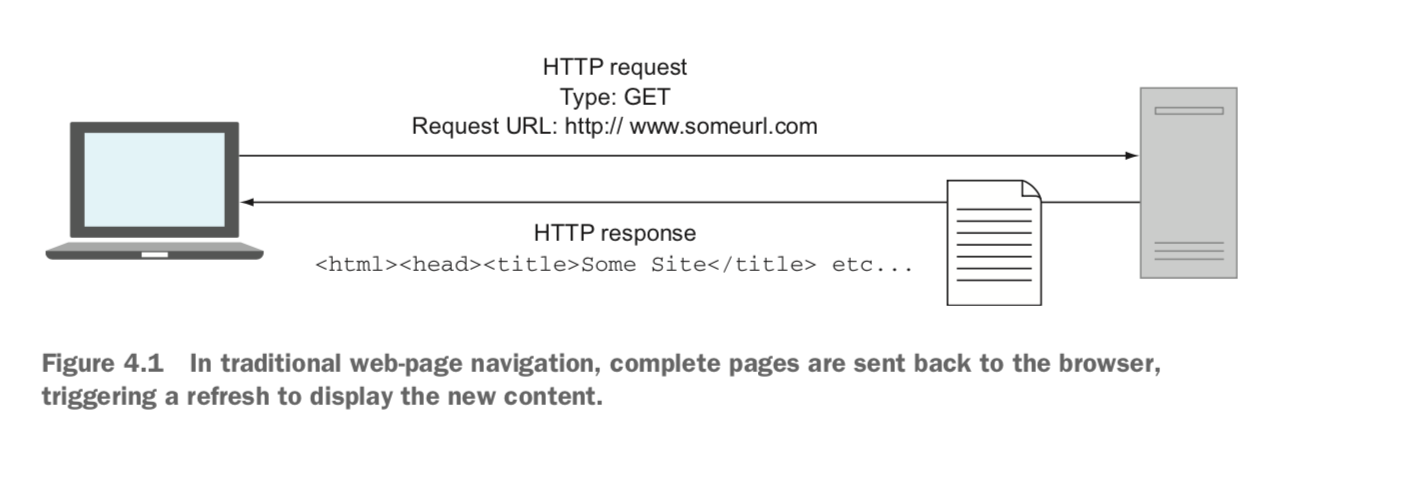 HTTP request
Type: GET
Request URL: http:// www.someurl.com
HTTP response
<html><head><title>Some Site</title> etc...
Figure 4.1 In traditional web-page navigation, complete pages are sent back to the browser,
triggering a refresh to display the new content.